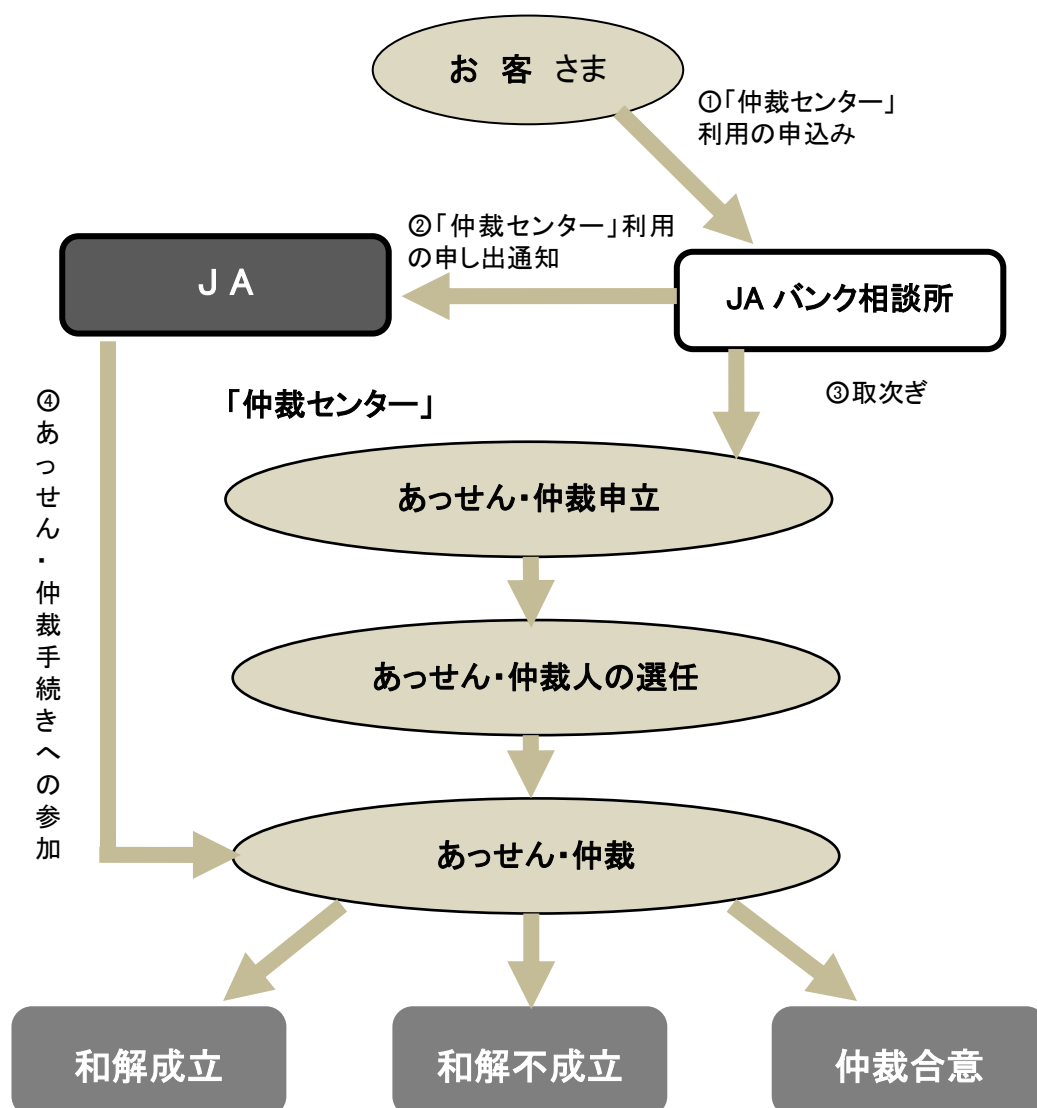 お 客 さま
①「仲裁センター」
利用の申込み
②「仲裁センター」利用
の申し出通知
JA
JA バンク相談所
③取次ぎ
「仲裁センター」
④あっせん・仲裁手続きへの参加
あっせん・仲裁申立
あっせん・仲裁人の選任
あっせん・仲裁
和解成立
和解不成立
仲裁合意